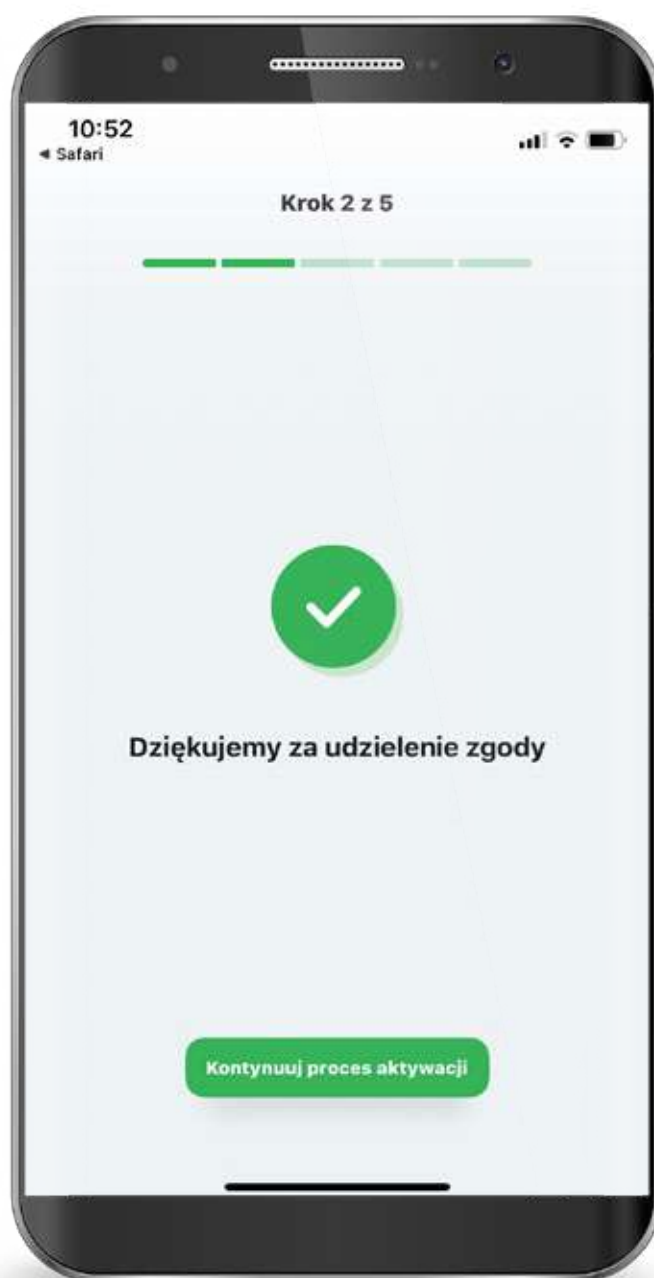 10:52
◄ Safari
Krok 2 z 5
Dziękujemy za udzielenie zgody
Kontynuuj proces aktywacji